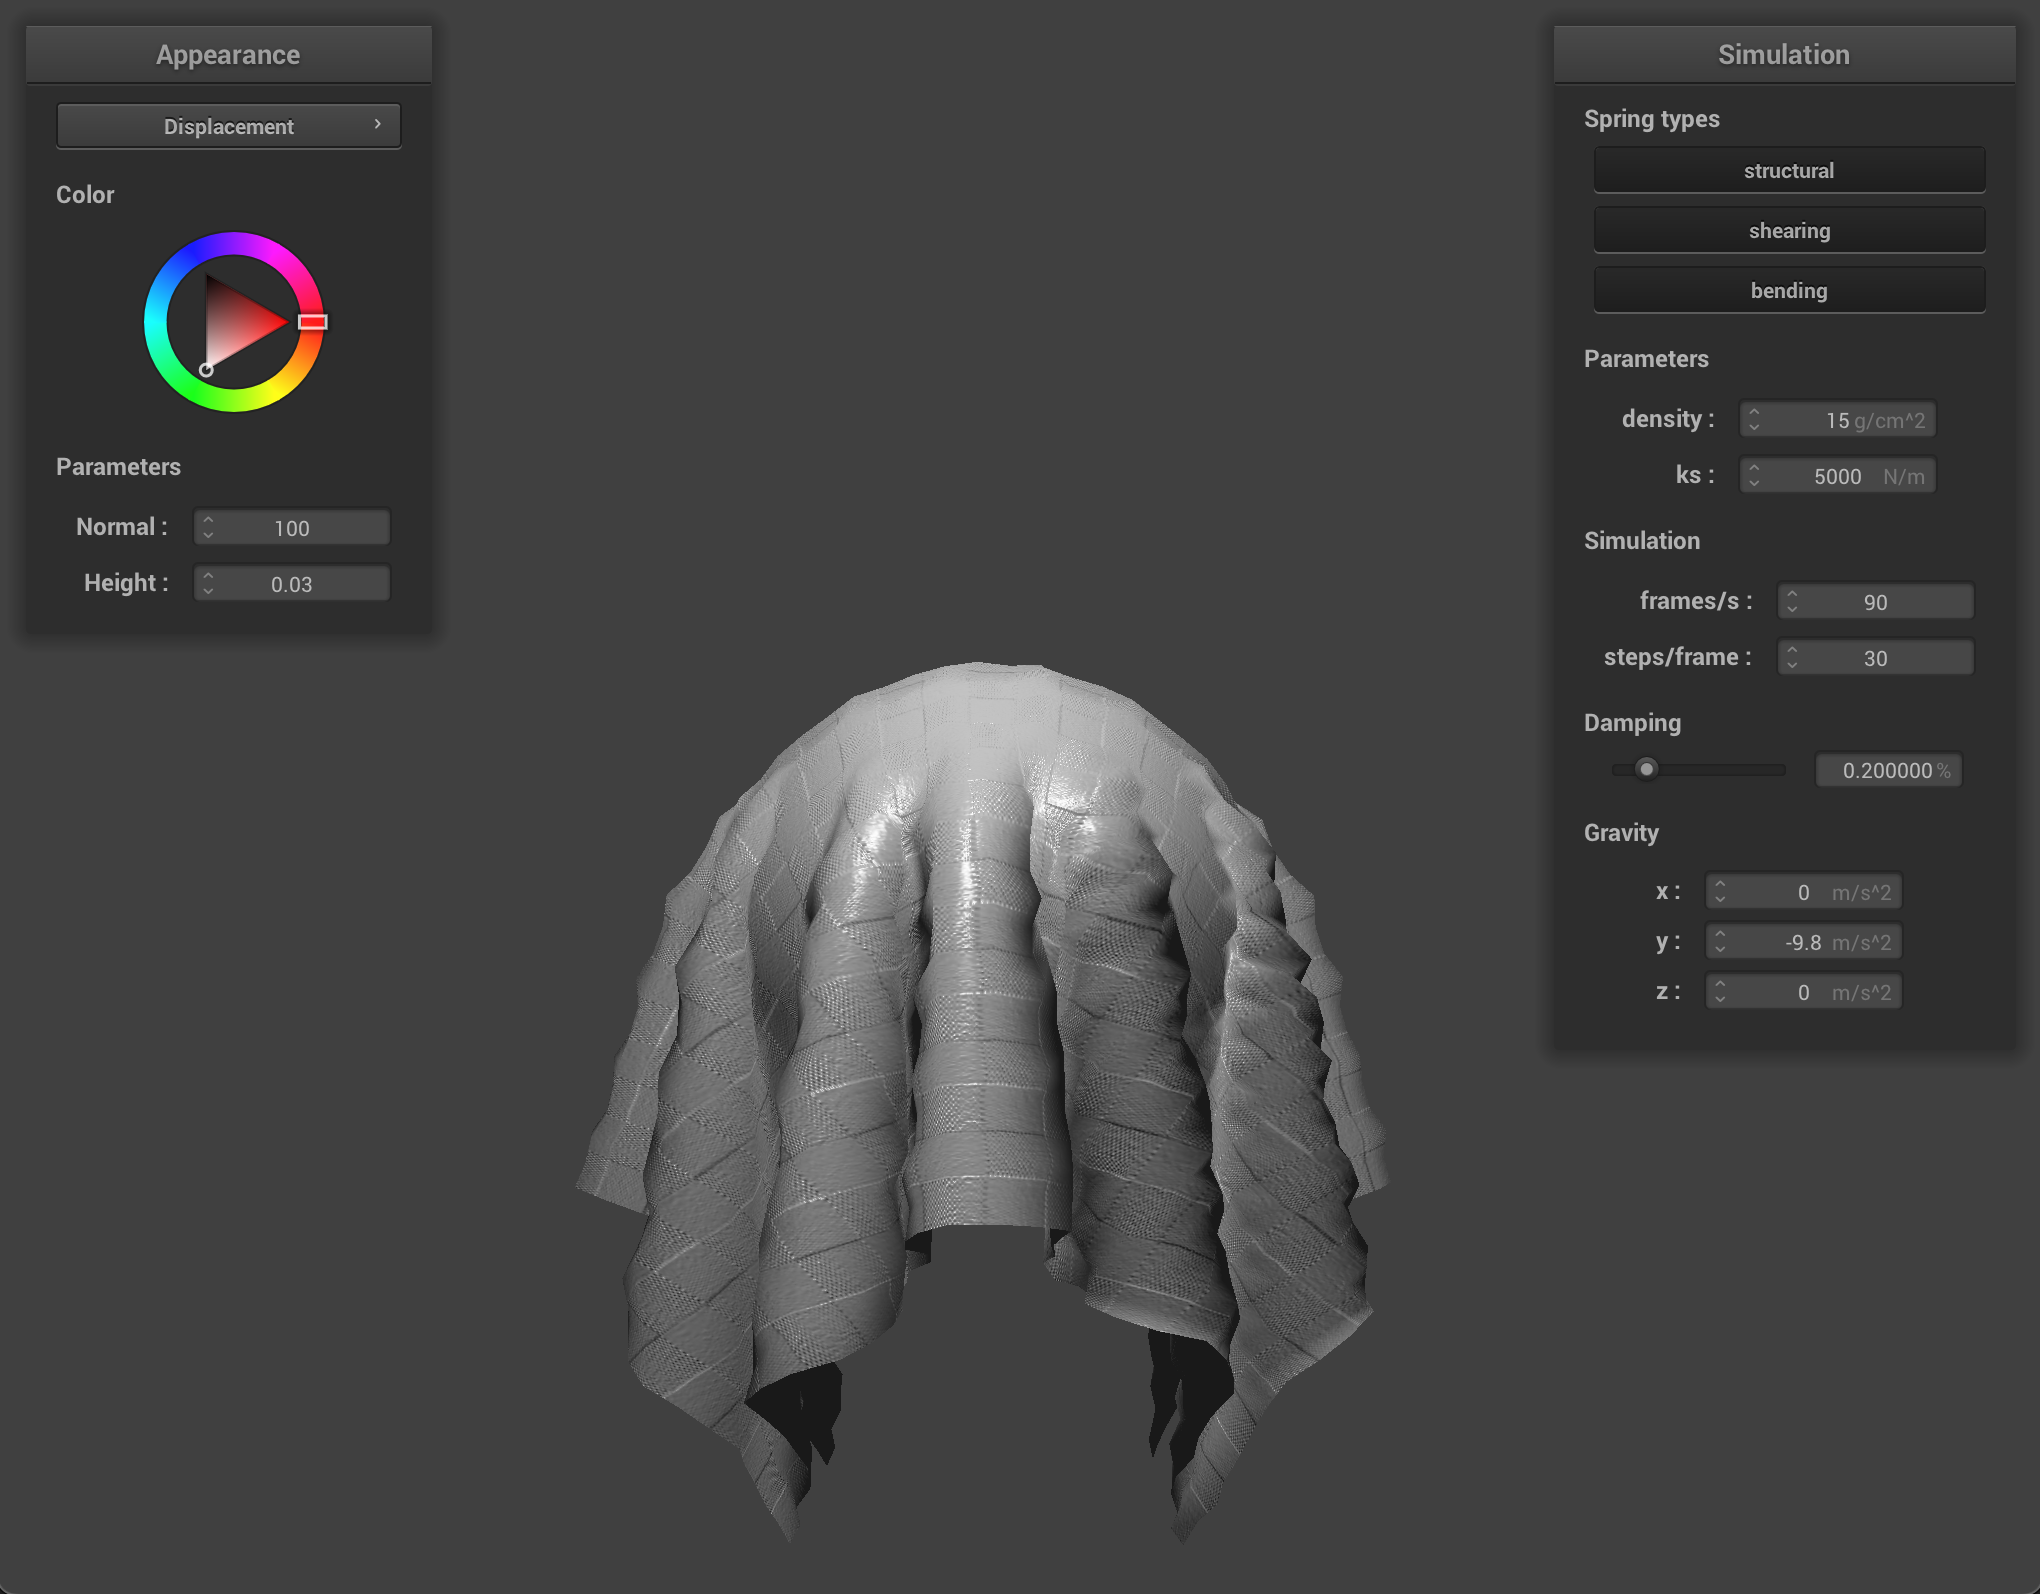 Appearance
Displacement
Color
Parameters
Normal : 100
Height : 0.03
Simulation
Spring types
structural
shearing
bending
Parameters
density : 15 g/cm^2
ks : 5000 N/m
Simulation
frames/s : 90
steps/frame : 30
Damping
0.200000 %
Gravity
x : 0 m/s^2
y : -9.8 m/s^2
z : 0 m/s^2